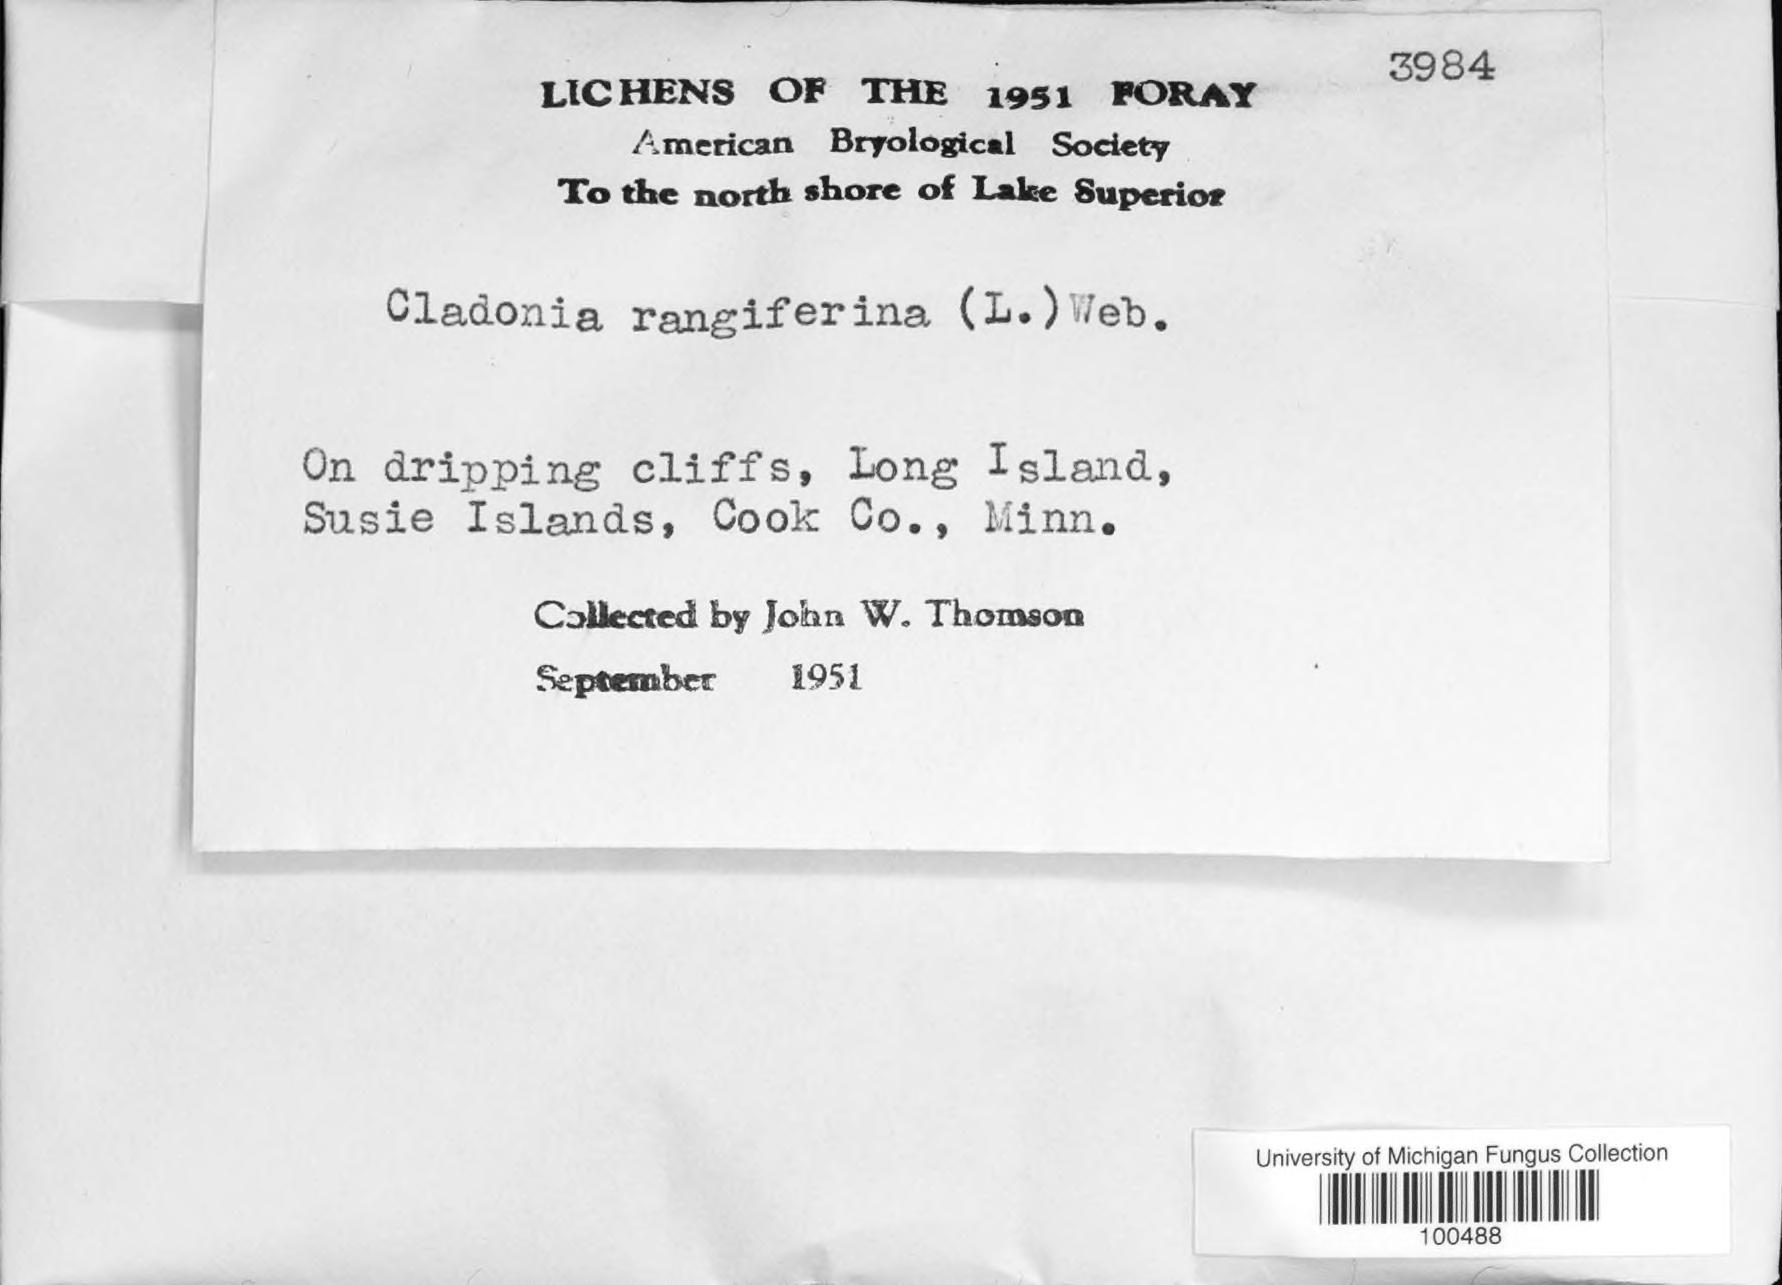 3984
LICHENS OF THE 1951 FORAY
American Bryological Society
To the north shore of Lake Superior
Cladonia rangiferina (L.)Web.
On dripping cliffs, Long Island,
Susie Islands, Cook Co., Minn.
Collected by John W. Thomson
September 1951
University of Michigan Fungus Collection
100488